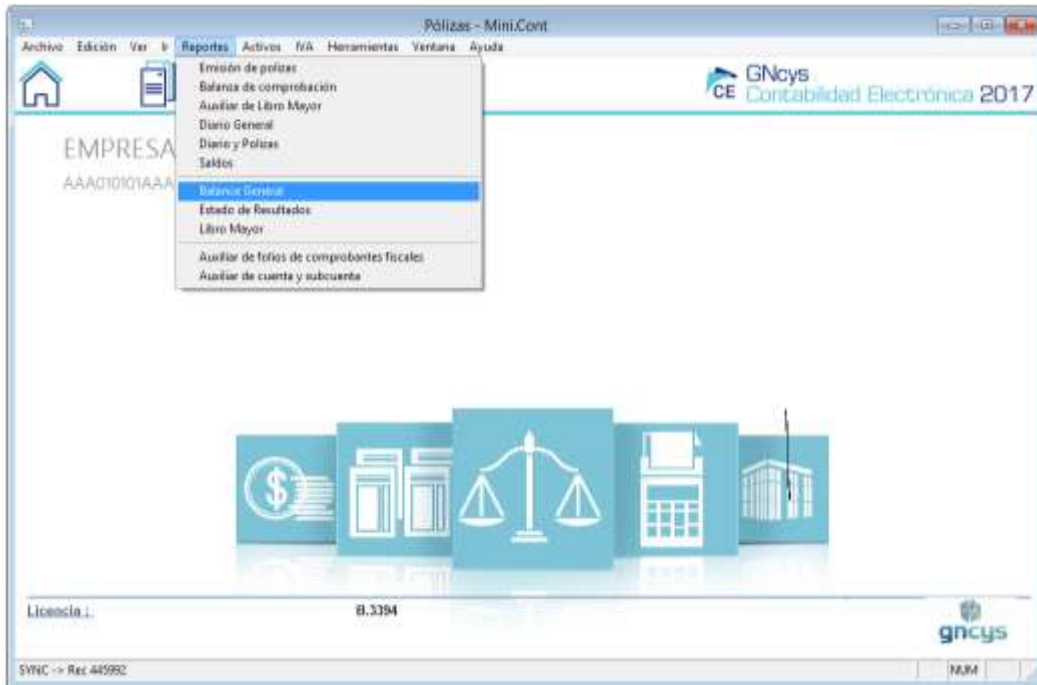 Pólizas - Mini.Cont
Archivo Edición Ver Ir Reportes Activos IVA Herramientas Ventana Ayuda
Emisión de polizas
Balanza de comprobación
Auxiliar de Libro Mayor
Diario General
Diario y Polizas
Saldos
Balance General
Estado de Resultados
Libro Mayor
Auxiliar de folios de comprobantes fiscales
Auxiliar de cuenta y subcuenta
CE GNcys
Contabilidad Electrónica 2017
EMPRESA
AAA010101AAA
$
Licencia :
B.3394
gncys
SYNC -> Rec 445992
NUM